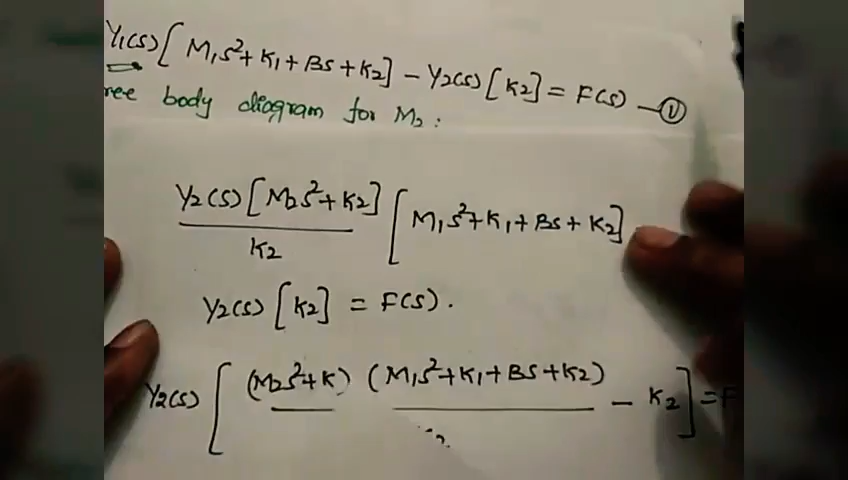 Y1(s) [ M1s²+K1+Bs+K2] - Y2(s) [K2] = F(s) —①
ree body diagram for M2:
Y2(s) [M2s²+K2] [M1s²+K1+Bs+K2]
K2
Y2(s) [K2] = F(s).
Y2(s) [ (M2s²+K) (M1s²+K1+Bs+K2) - K2 ] = F